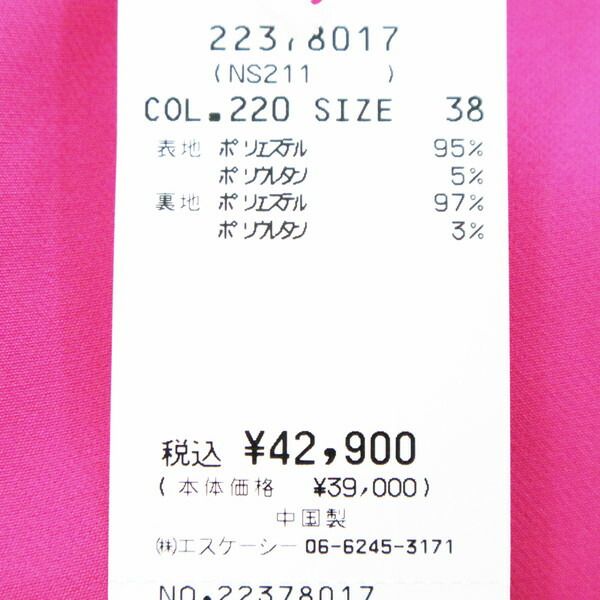 22378017
(NS211 )
COL.220 SIZE 38
表地 ポリエステル 95%
ポリウレタン 5%
裏地 ポリエステル 97%
ポリウレタン 3%
税込 ¥42,900
(本体価格 ¥39,000)
中国製
㈱エスケーシー 06-6245-3171
NO.22378017